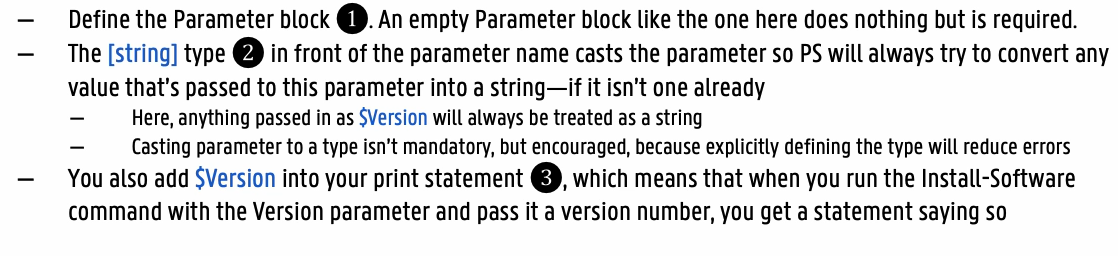 — Define the Parameter block ❶. An empty Parameter block like the one here does nothing but is required.
— The [string] type ❷ in front of the parameter name casts the parameter so PS will always try to convert any
value that's passed to this parameter into a string—if it isn't one already
— Here, anything passed in as $Version will always be treated as a string
— Casting parameter to a type isn't mandatory, but encouraged, because explicitly defining the type will reduce errors
— You also add $Version into your print statement ❸, which means that when you run the Install-Software
command with the Version parameter and pass it a version number, you get a statement saying so